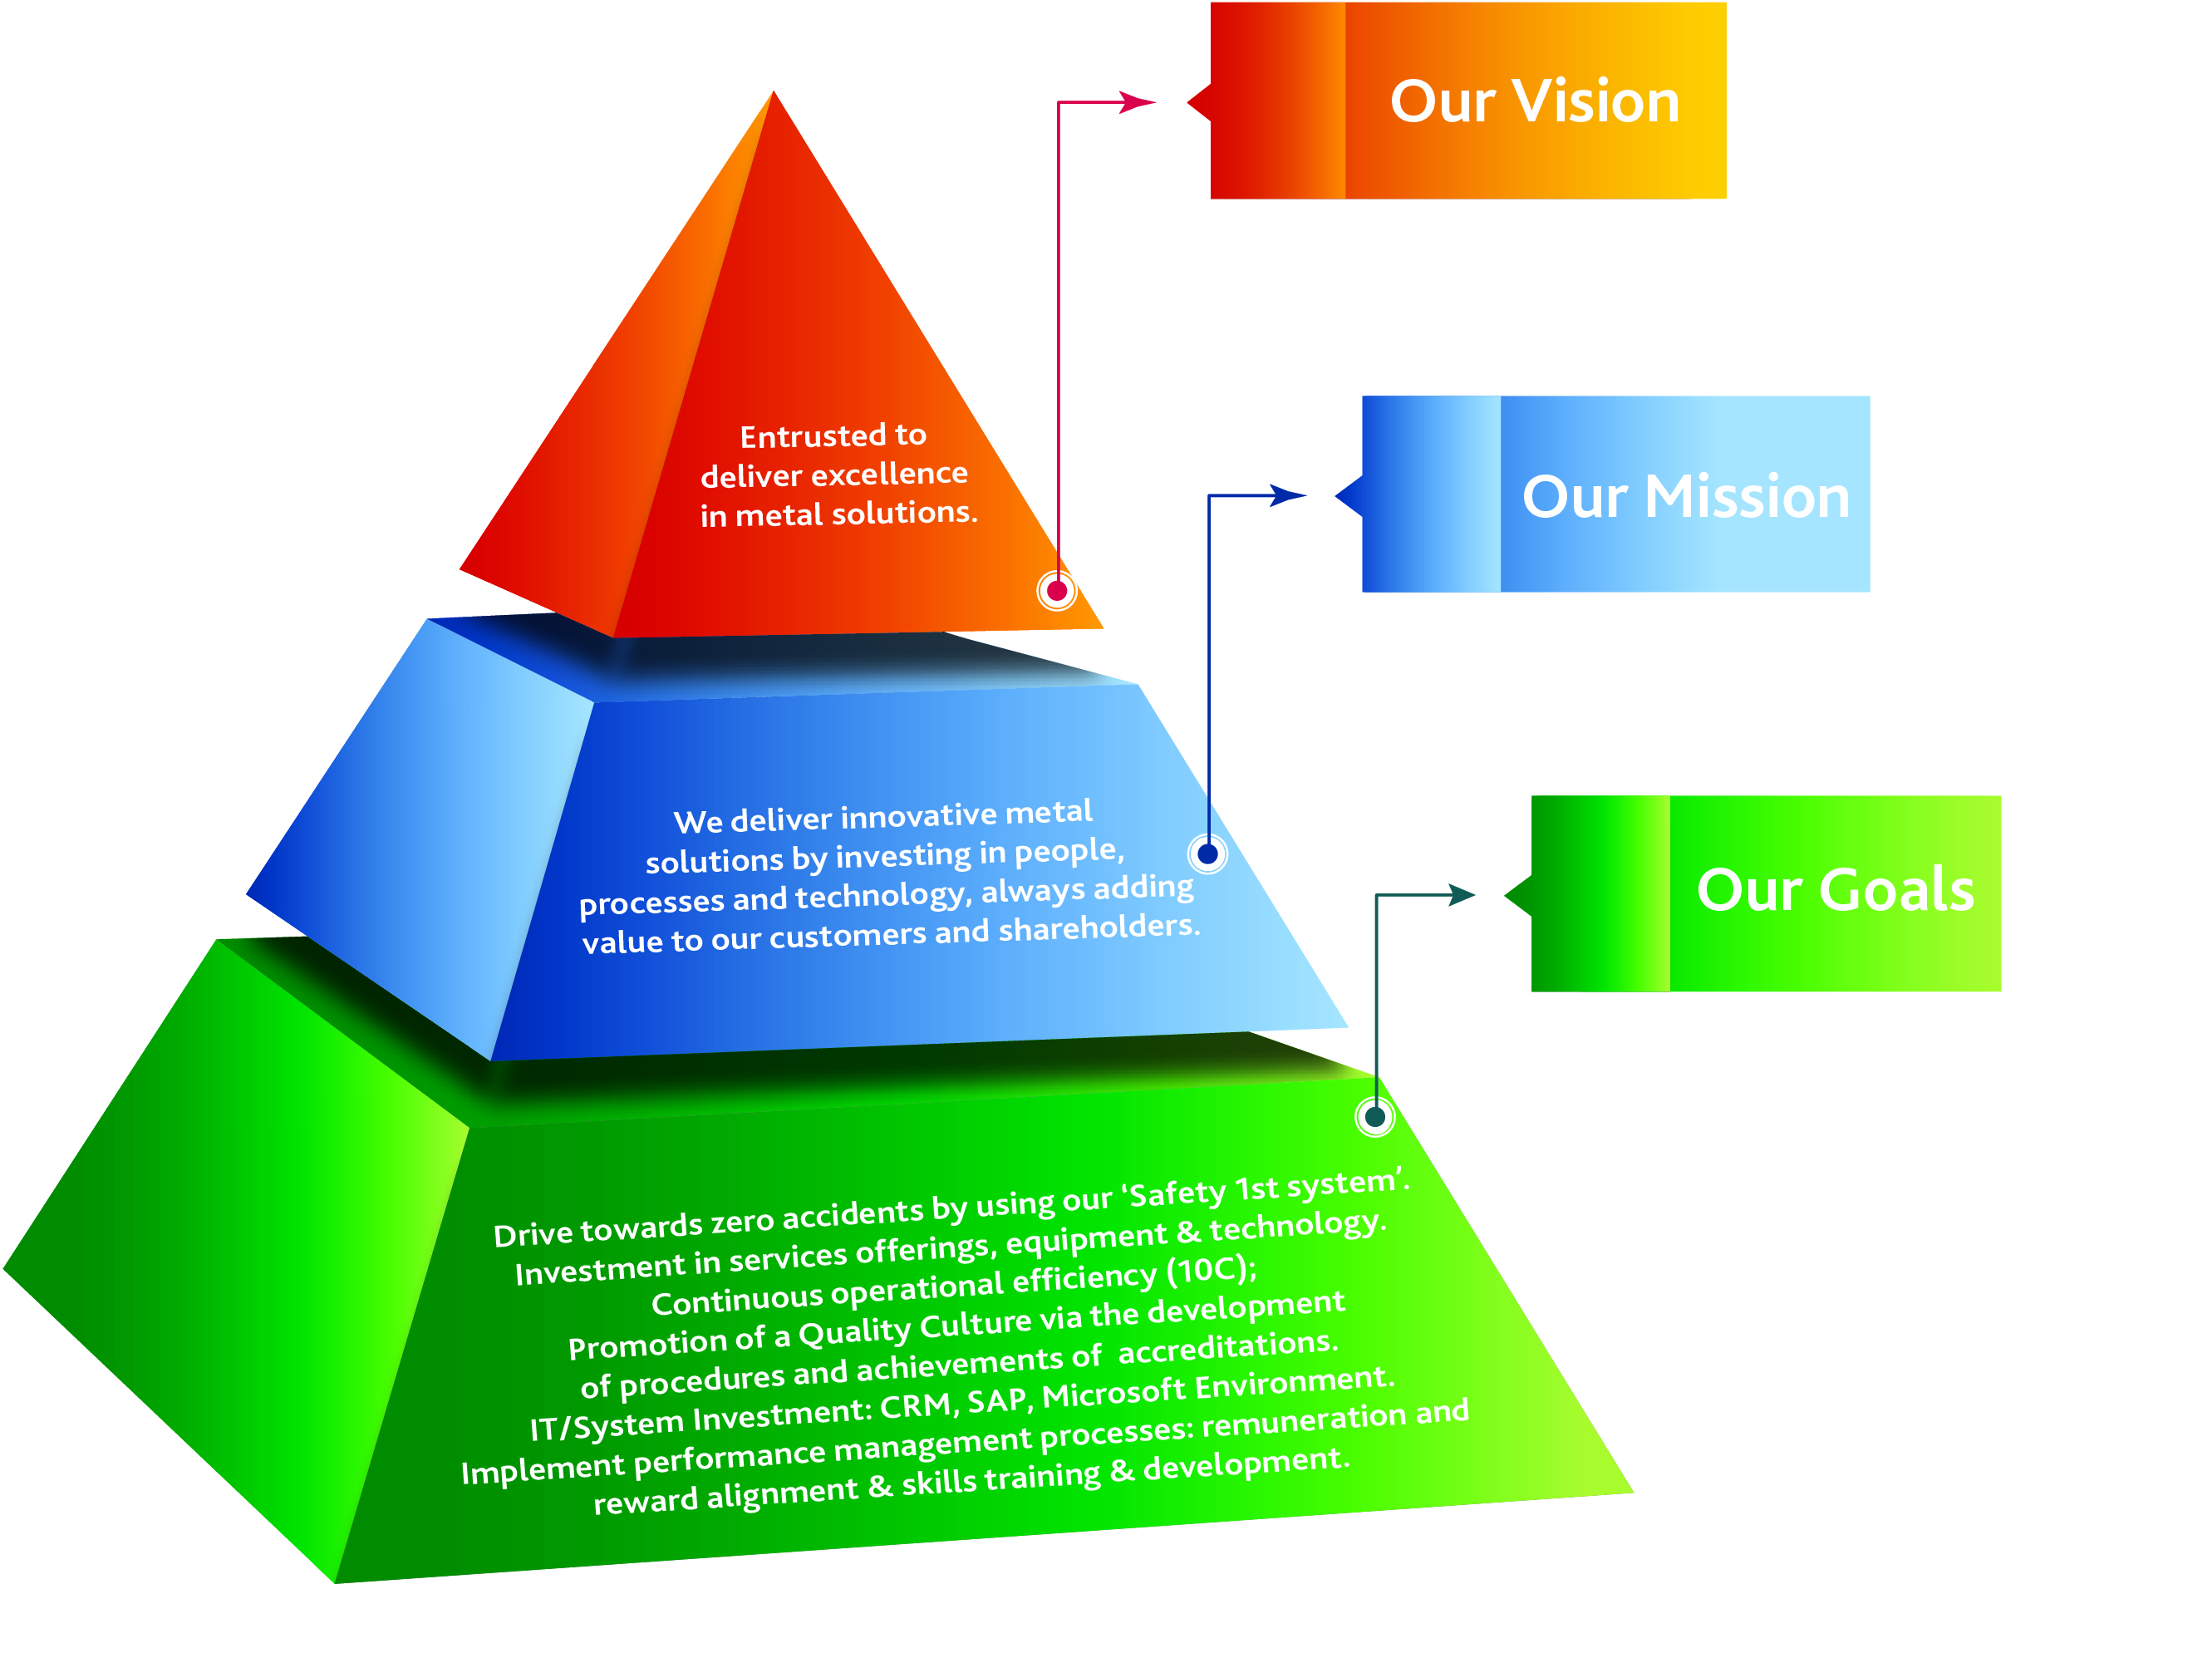 Our Vision
Entrusted to
deliver excellence
in metal solutions.
Our Mission
We deliver innovative metal
solutions by investing in people,
processes and technology, always adding
value to our customers and shareholders.
Our Goals
Drive towards zero accidents by using our ‘Safety 1st system’.
Investment in services offerings, equipment & technology.
Continuous operational efficiency (10C);
Promotion of a Quality Culture via the development
of procedures and achievements of  accreditations.
IT/System Investment: CRM, SAP, Microsoft Environment.
Implement performance management processes: remuneration and
reward alignment & skills training & development.